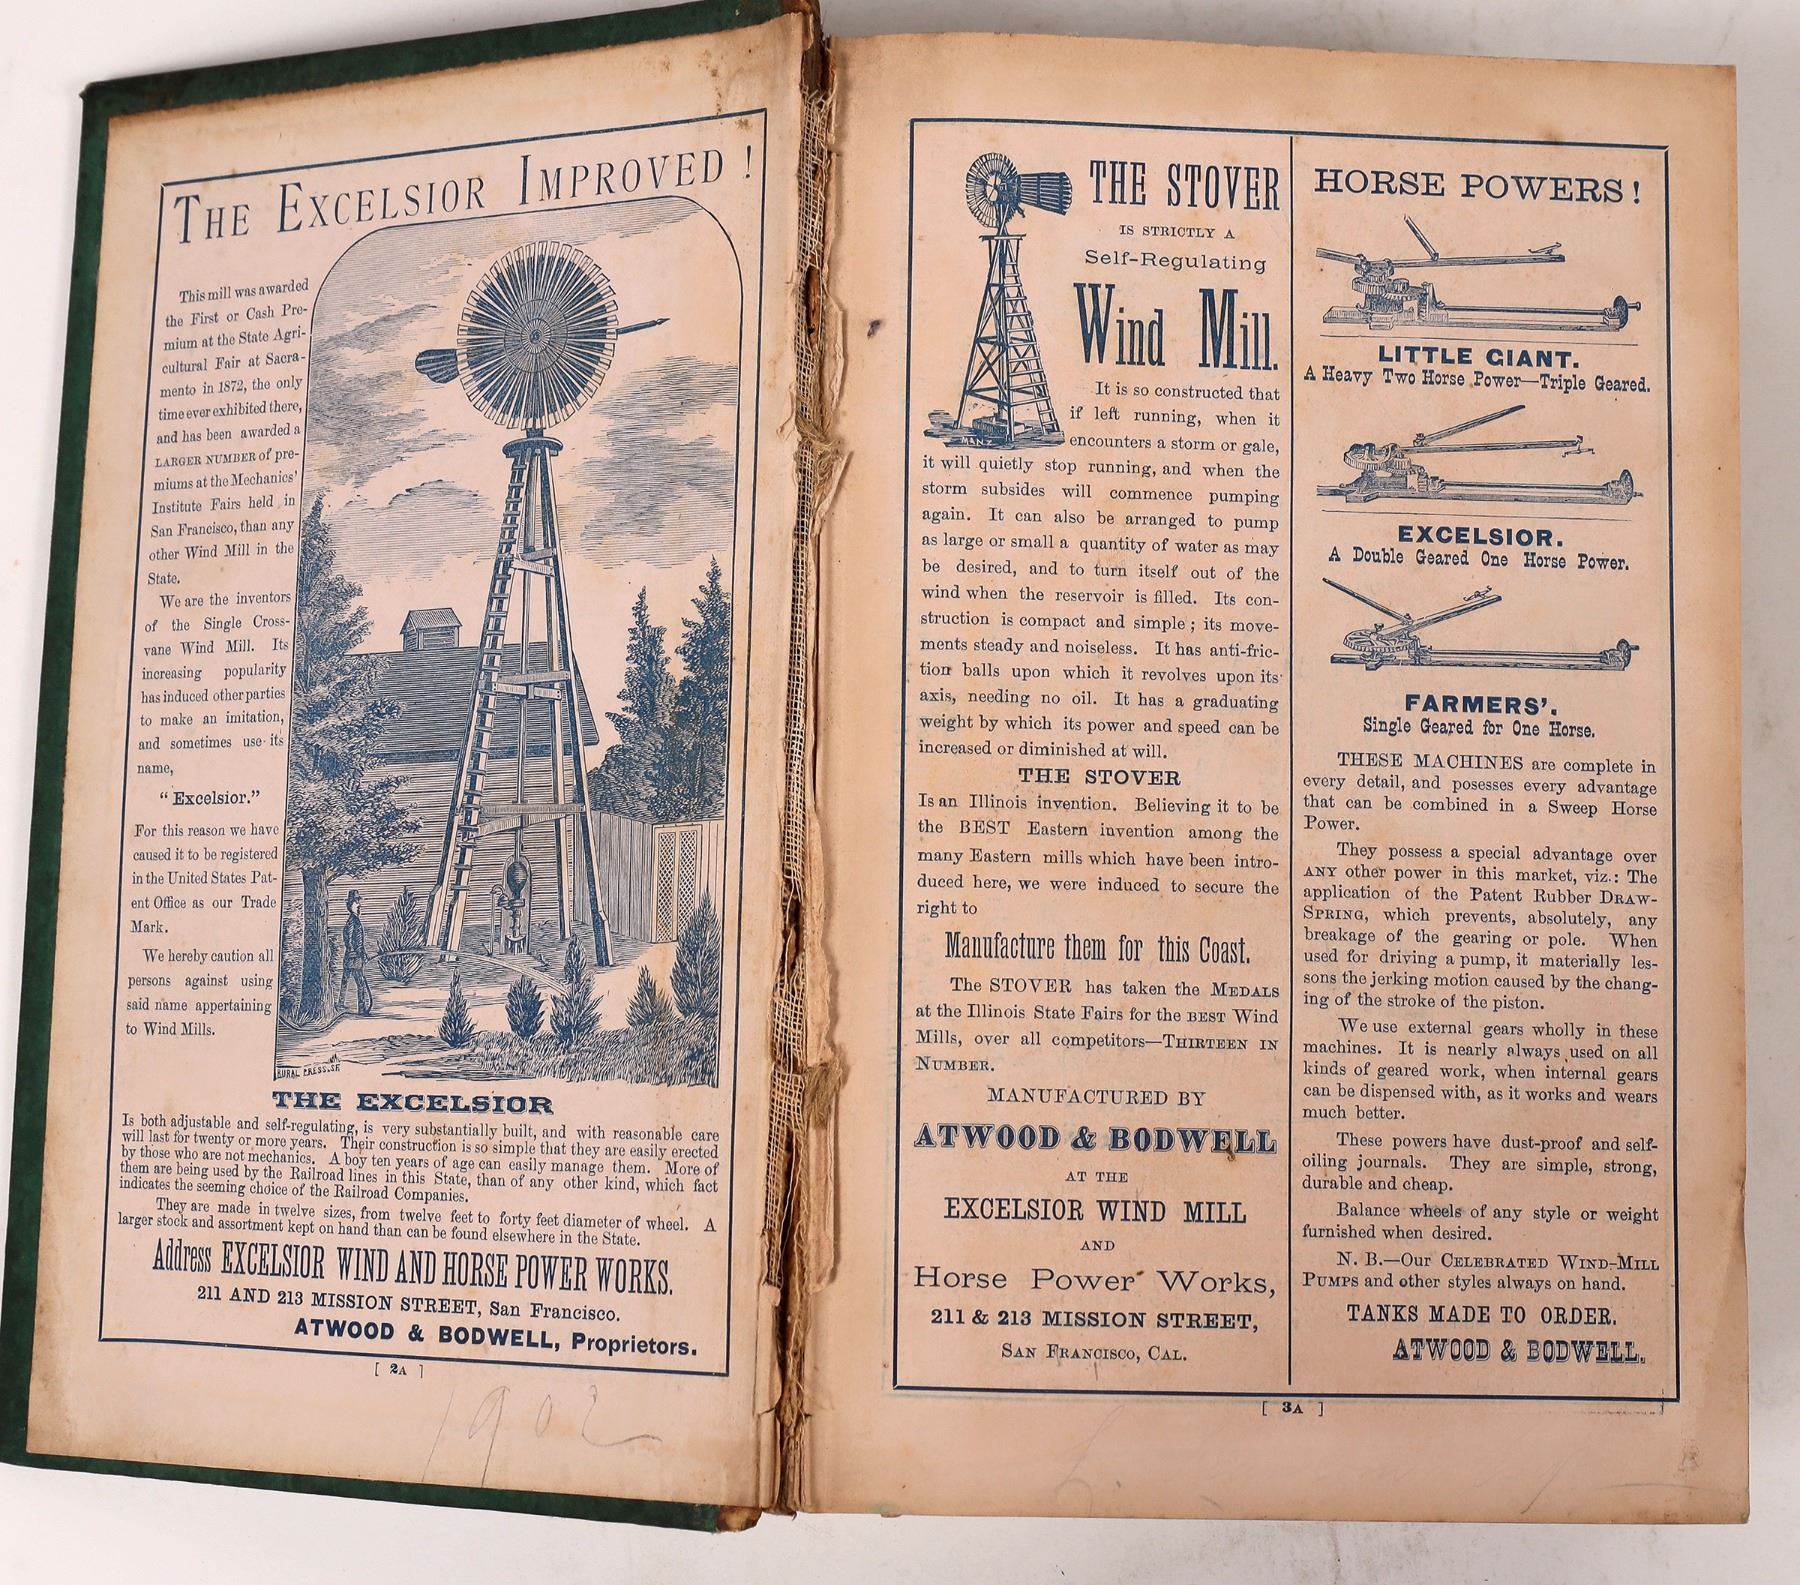 THE EXCELSIOR IMPROVED!
This mill was awarded
the First or Cash Pre-
mium at the State Agri-
cultural Fair at Sacra-
mento in 1872, the only
time ever exhibited there,
and has been awarded a
LARGER NUMBER of pre-
miums at the Mechanics'
Institute Fairs held in
San Francisco, than any
other Wind Mill in the
State.
We are the inventors
of the Single Cross-
vane Wind Mill. Its
increasing popularity
has induced other parties
to make an imitation,
and sometimes use its
name,
"Excelsior."
For this reason we have
caused it to be registered
in the United States Pat-
ent Office as our Trade
Mark.
We hereby caution all
persons against using
said name appertaining
to Wind Mills.
RURAL PRESS. SF
THE EXCELSIOR
Is both adjustable and self-regulating, is very substantially built, and with reasonable care
will last for twenty or more years. Their construction is so simple that they are easily erected
by those who are not mechanics. A boy ten years of age can easily manage them. More of
them are being used by the Railroad lines in this State, than of any other kind, which fact
indicates the seeming choice of the Railroad Companies.
They are made in twelve sizes, from twelve feet to forty feet diameter of wheel. A
larger stock and assortment kept on hand than can be found elsewhere in the State.
Address EXCELSIOR WIND AND HORSE POWER WORKS.
211 AND 213 MISSION STREET, San Francisco.
ATWOOD & BODWELL, Proprietors.
[ 2A ]
1902
THE STOVER
IS STRICTLY A
Self-Regulating
Wind Mill.
MANZ
It is so constructed that
if left running, when it
encounters a storm or gale,
it will quietly stop running, and when the
storm subsides will commence pumping
again. It can also be arranged to pump
as large or small a quantity of water as may
be desired, and to turn itself out of the
wind when the reservoir is filled. Its con-
struction is compact and simple; its move-
ments steady and noiseless. It has anti-fric-
tion balls upon which it revolves upon its
axis, needing no oil. It has a graduating
weight by which its power and speed can be
increased or diminished at will.
THE STOVER
Is an Illinois invention. Believing it to be
the BEST Eastern invention among the
many Eastern mills which have been intro-
duced here, we were induced to secure the
right to
Manufacture them for this Coast.
The STOVER has taken the MEDALS
at the Illinois State Fairs for the BEST Wind
Mills, over all competitors—THIRTEEN IN
NUMBER.
MANUFACTURED BY
ATWOOD & BODWELL
AT THE
EXCELSIOR WIND MILL
AND
Horse Power Works,
211 & 213 MISSION STREET,
SAN FRANCISCO, CAL.
HORSE POWERS!
LITTLE GIANT.
A Heavy Two Horse Power—Triple Geared.
EXCELSIOR.
A Double Geared One Horse Power.
FARMERS'.
Single Geared for One Horse.
THESE MACHINES are complete in
every detail, and posesses every advantage
that can be combined in a Sweep Horse
Power.
They possess a special advantage over
ANY other power in this market, viz.: The
application of the Patent Rubber DRAW-
SPRING, which prevents, absolutely, any
breakage of the gearing or pole. When
used for driving a pump, it materially les-
sons the jerking motion caused by the chang-
ing of the stroke of the piston.
We use external gears wholly in these
machines. It is nearly always used on all
kinds of geared work, when internal gears
can be dispensed with, as it works and wears
much better.
These powers have dust-proof and self-
oiling journals. They are simple, strong,
durable and cheap.
Balance wheels of any style or weight
furnished when desired.
N. B.—Our CELEBRATED WIND-MILL
PUMPS and other styles always on hand.
TANKS MADE TO ORDER.
ATWOOD & BODWELL.
[ 3A ]